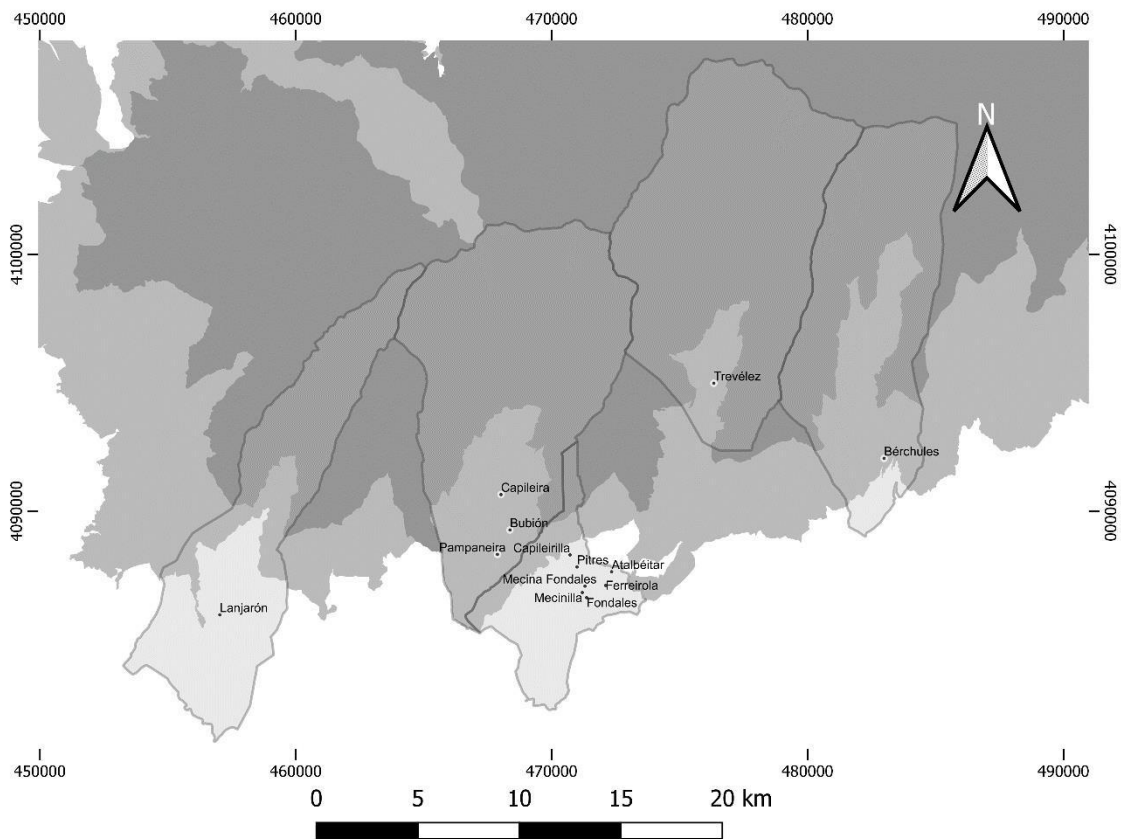 450000 460000 470000 480000 490000
N
4100000 4100000
Trevélez
Bérchules
Capileira
4090000 4090000
Bubión
Pampaneira Capileirilla
Pitres Atalbéitar
Mecina Fondales Ferreirola
Mecinilla Fondales
Lanjarón
450000 460000 470000 480000 490000
0 5 10 15 20 km